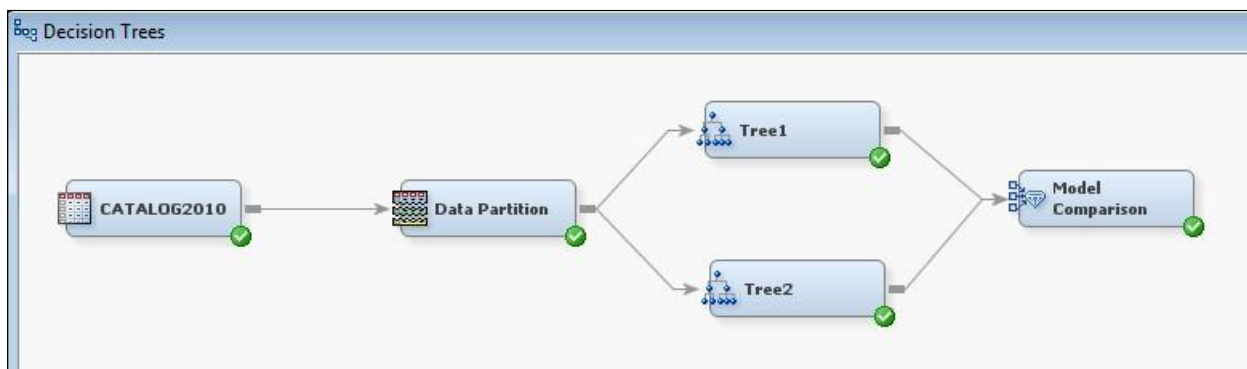 Decision Trees
CATALOG2010
Data Partition
Tree1
Tree2
Model
Comparison